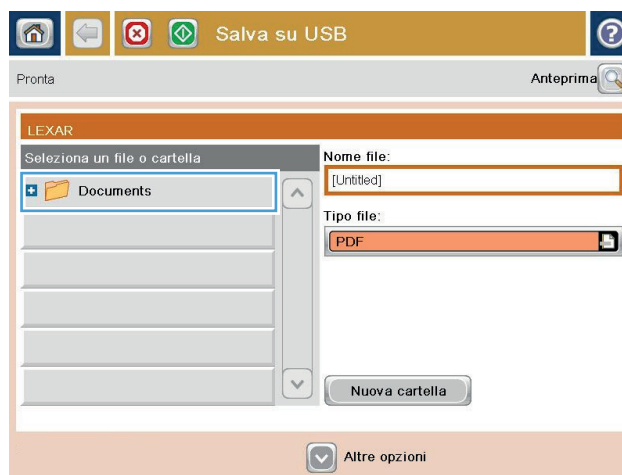 Salva su USB
?
Pronta
Anteprima
LEXAR
Seleziona un file o cartella
Documents
Nome file:
[Untitled]
Tipo file:
PDF
Nuova cartella
Altre opzioni